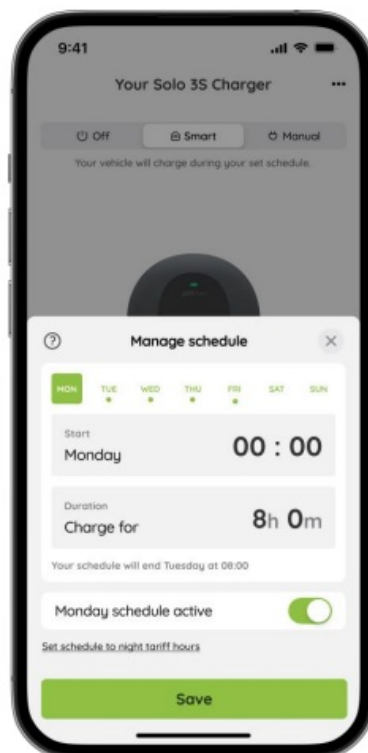 9:41
Your Solo 3S Charger
Off Smart Manual
Your vehicle will charge during your set schedule.
Manage schedule
MON TUE WED THU FRI SAT SUN
Start
Monday 00 : 00
Duration
Charge for 8h 0m
Your schedule will end Tuesday at 08:00
Monday schedule active
Set schedule to night tariff hours
Save